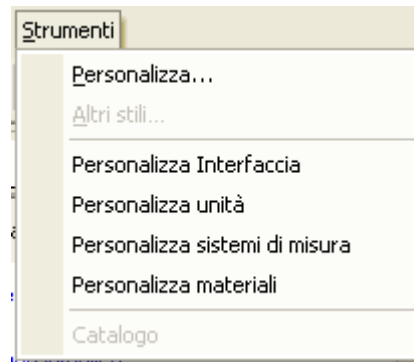 Strumenti
Personalizza...
Altri stili...
Personalizza Interfaccia
Personalizza unità
Personalizza sistemi di misura
Personalizza materiali
Catalogo